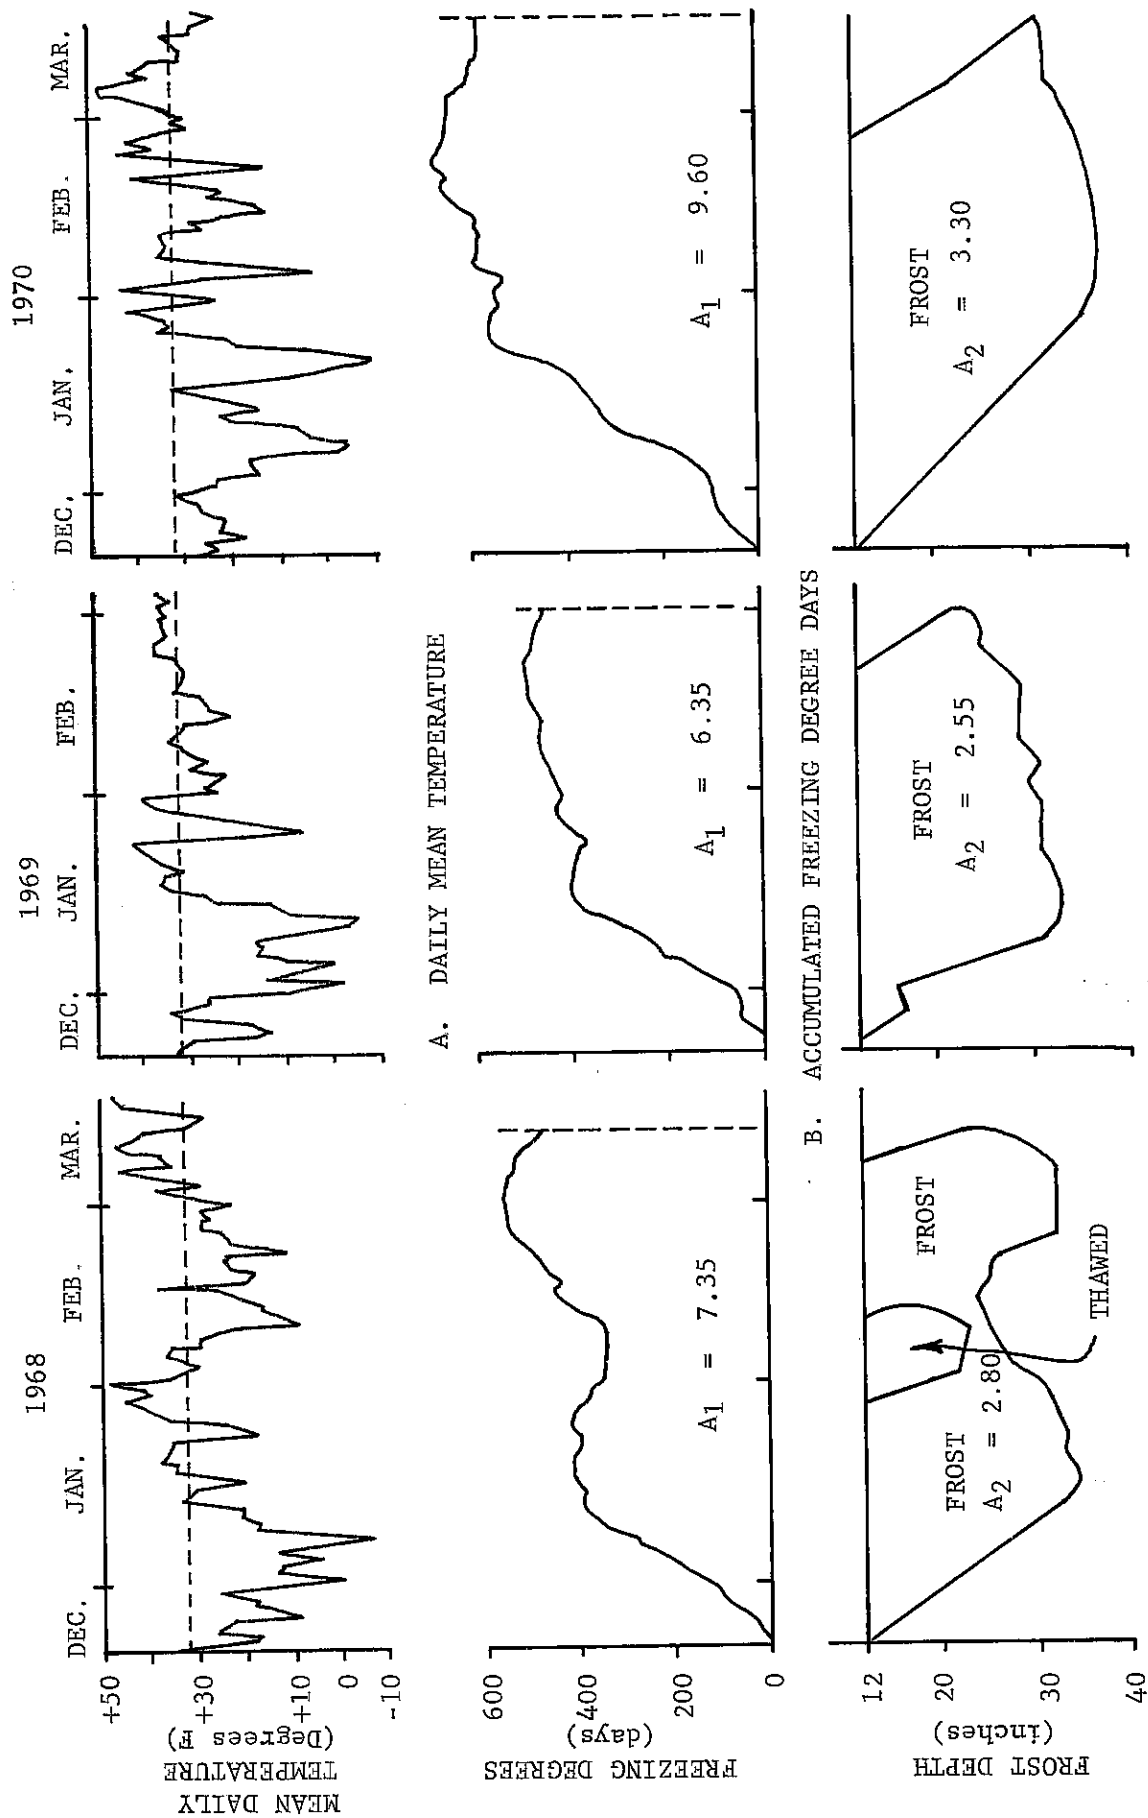 1968
1969
1970
DEC. JAN. FEB. MAR.
DEC. JAN. FEB.
DEC. JAN. FEB. MAR.
MEAN DAILY
TEMPERATURE
(Degrees F)
+50
+30
+10
0
-10
A. DAILY MEAN TEMPERATURE
FREEZING DEGREES
(days)
600
400
200
0
A1 = 7.35
A1 = 6.35
A1 = 9.60
B. ACCUMULATED FREEZING DEGREE DAYS
FROST DEPTH
(inches)
12
20
30
40
FROST
A2 = 2.80
FROST
THAWED
FROST
A2 = 2.55
FROST
A2 = 3.30